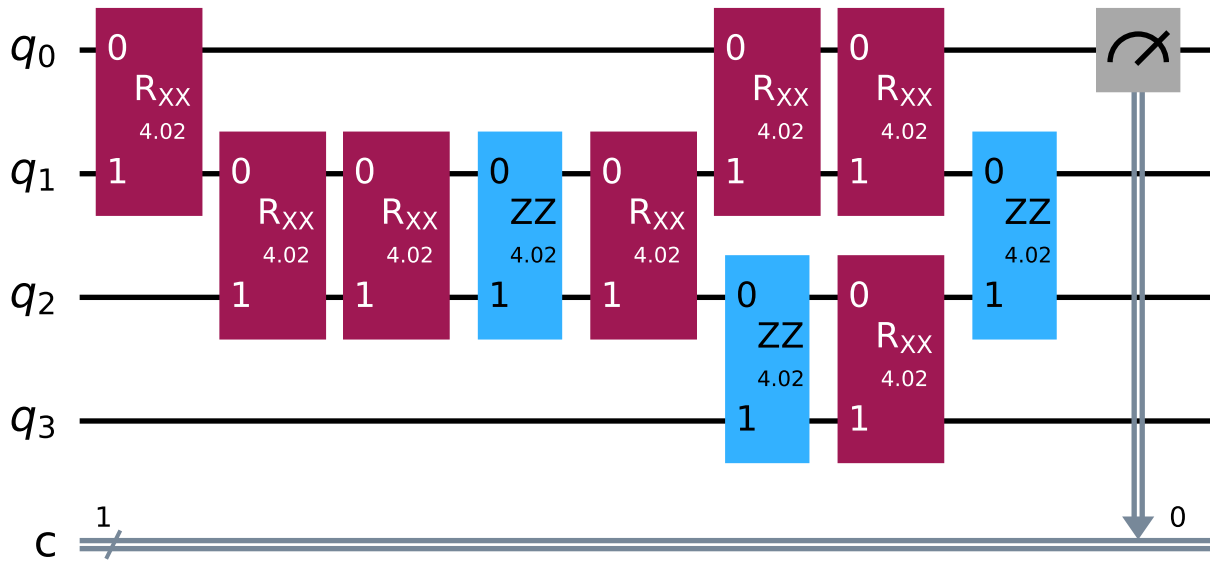 q0 0 0 0
RXX RXX RXX
4.02 4.02 4.02
q1 1 0 0 0 0 1 1 0
RXX RXX ZZ RXX ZZ
4.02 4.02 4.02 4.02 4.02
q2 1 1 1 1 0 0 1
ZZ RXX
4.02 4.02
q3 1 1
1 0
c